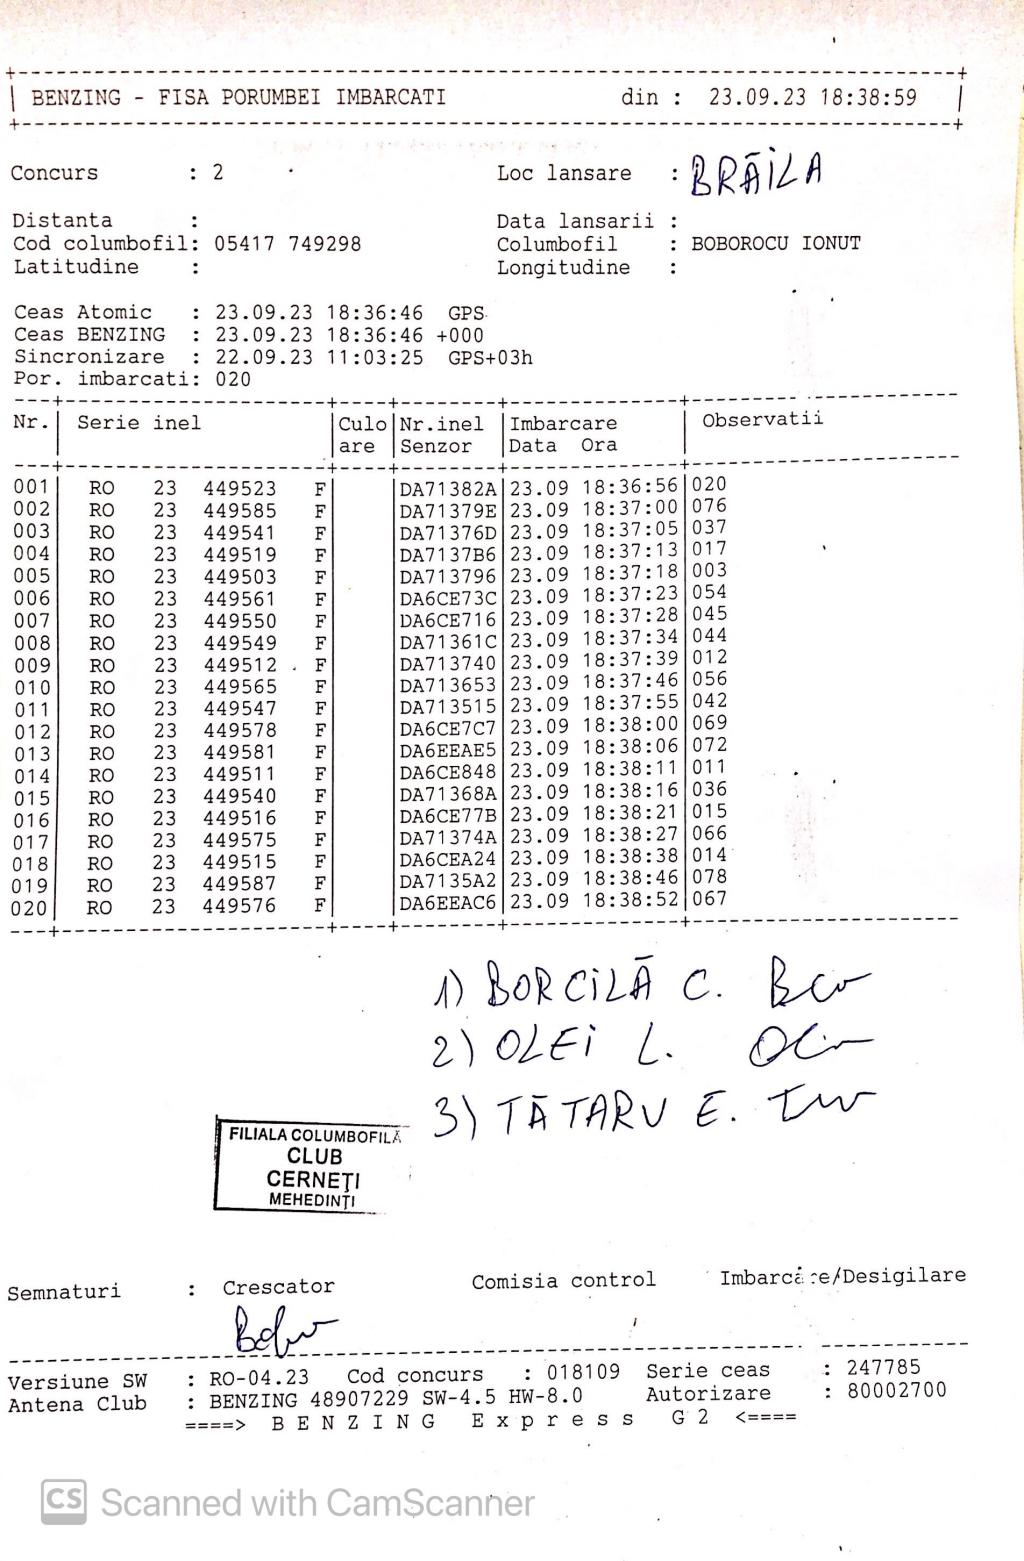 BENZING - FISA PORUMBEI IMBARCATI din : 23.09.23 18:38:59
Concurs : 2 Loc lansare : BRĂILA
Distanta : Data lansarii :
Cod columbofil: 05417 749298 Columbofil : BOBOROCU IONUT
Latitudine : Longitudine :
Ceas Atomic : 23.09.23 18:36:46 GPS
Ceas BENZING : 23.09.23 18:36:46 +000
Sincronizare : 22.09.23 11:03:25 GPS+03h
Por. imbarcati: 020
Nr. Serie inel Culo Nr.inel Imbarcare Observatii
are Senzor Data Ora
001 RO 23 449523 F DA71382A 23.09 18:36:56 020
002 RO 23 449585 F DA71379E 23.09 18:37:00 076
003 RO 23 449541 F DA71376D 23.09 18:37:05 037
004 RO 23 449519 F DA7137B6 23.09 18:37:13 017
005 RO 23 449503 F DA713796 23.09 18:37:18 003
006 RO 23 449561 F DA6CE73C 23.09 18:37:23 054
007 RO 23 449550 F DA6CE716 23.09 18:37:28 045
008 RO 23 449549 F DA71361C 23.09 18:37:34 044
009 RO 23 449512 F DA713740 23.09 18:37:39 012
010 RO 23 449565 F DA713653 23.09 18:37:46 056
011 RO 23 449547 F DA713515 23.09 18:37:55 042
012 RO 23 449578 F DA6CE7C7 23.09 18:38:00 069
013 RO 23 449581 F DA6EEAE5 23.09 18:38:06 072
014 RO 23 449511 F DA6CE848 23.09 18:38:11 011
015 RO 23 449540 F DA71368A 23.09 18:38:16 036
016 RO 23 449516 F DA6CE77B 23.09 18:38:21 015
017 RO 23 449575 F DA71374A 23.09 18:38:27 066
018 RO 23 449515 F DA6CEA24 23.09 18:38:38 014
019 RO 23 449587 F DA7135A2 23.09 18:38:46 078
020 RO 23 449576 F DA6EEAC6 23.09 18:38:52 067
1) BORCILĂ C.
2) OLEI L.
3) TĂTARU E.
FILIALA COLUMBOFILĂ
CLUB
CERNEȚI
MEHEDINȚI
Semnaturi : Crescator Comisia control Imbarcare/Desigilare
Versiune SW : RO-04.23 Cod concurs : 018109 Serie ceas : 247785
Antena Club : BENZING 48907229 SW-4.5 HW-8.0 Autorizare : 80002700
====> B E N Z I N G E x p r e s s G 2 <====
CS Scanned with CamScanner